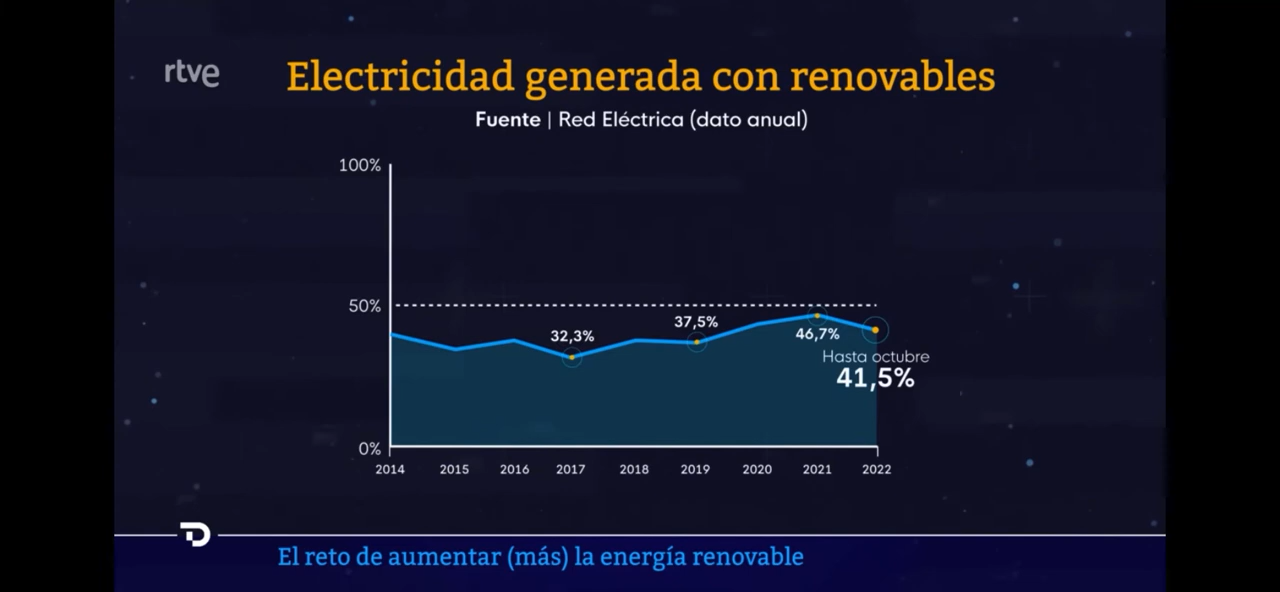 rtve
Electricidad generada con renovables
Fuente | Red Eléctrica (dato anual)
100%
50%
0%
32,3%
37,5%
46,7%
Hasta octubre
41,5%
2014 2015 2016 2017 2018 2019 2020 2021 2022
El reto de aumentar (más) la energía renovable